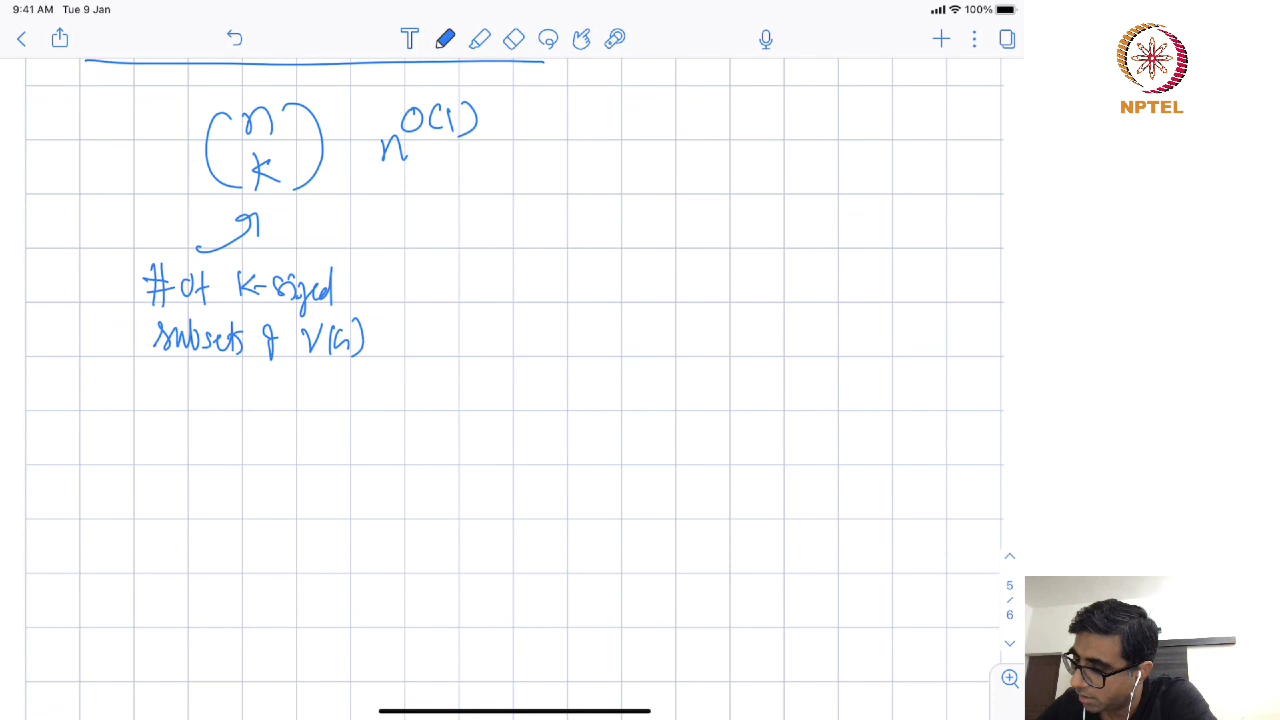 9:41 AM Tue 9 Jan
100%
T
NPTEL
(n k) n^O(1)
# of k-sized
subsets of V(G)
5
/
6